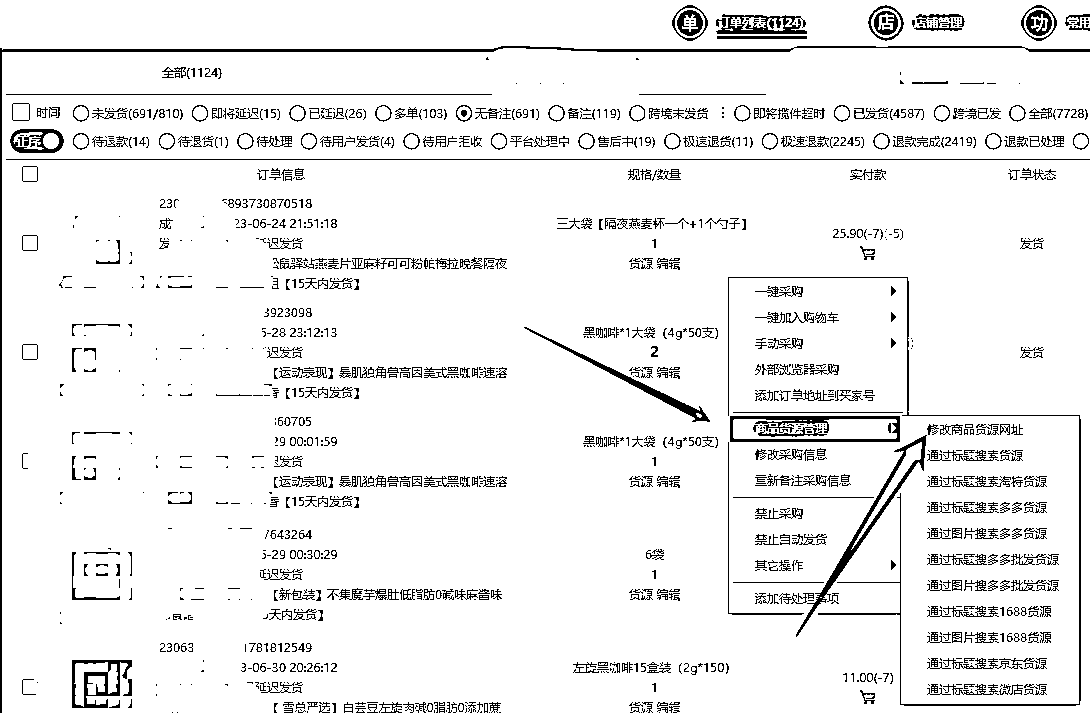 单 订单列表(1124) 店 店铺管理 功 常用
全部(1124)
时间 未发货(691/810) 即将延迟(15) 已延迟(26) 多单(103) 无备注(691) 备注(119) 跨境未发货 : 即将揽件超时 已发货(4587) 跨境已发 全部(7728)
待退款(14) 待退货(1) 待处理 待用户发货(4) 待用户拒收 平台处理中 售后中(19) 极速退货(11) 极速退款(2245) 退款完成(2419) 退款已处理
订单信息 规格/数量 实付款 订单状态
230 6893730870518
成 23-06-24 21:51:18 三大袋【隔夜燕麦杯一个+1个勺子】
发 迟发货 1 25.90(-7)(-5) 发货
松鼠驿站燕麦片亚麻籽可可粉帕梅拉晚餐隔夜 货源 编辑
【15天内发货】
一键采购
3923098
一键加入购物车
5-28 23:12:13 黑咖啡*1大袋（4g*50支）
手动采购
迟发货 2 发货
外部浏览器采购
【运动表现】暴肌独角兽高因美式黑咖啡速溶 货源 编辑
【15天内发货】
添加订单地址到买家号
360705
商品货源管理 修改商品货源网址
29 00:01:59 黑咖啡*1大袋（4g*50支）
修改采购信息 通过标题搜索货源
迟发货 1
【运动表现】暴肌独角兽高因美式黑咖啡速溶 货源 编辑
重新备注采购信息 通过标题搜索淘特货源
【15天内发货】
禁止采购 通过标题搜索多多货源
7643264
禁止自动发货 通过图片搜索多多货源
5-29 00:30:29 6袋
其它操作 通过标题搜多多批发货源
迟发货 1
通过图片搜多多批发货源
【新包装】不集魔芋爆肚低脂肪0碱味麻酱味 货源 编辑
添加待处理事项
天内发货】
通过标题搜索1688货源
通过图片搜索1688货源
23063 1781812549
通过标题搜索京东货源
3-06-30 20:26:12 左旋黑咖啡15盒装（2g*150） 11.00(-7)
延迟发货 1
通过标题搜索微店货源
【雪总严选】白芸豆左旋肉碱0脂肪0添加蔗